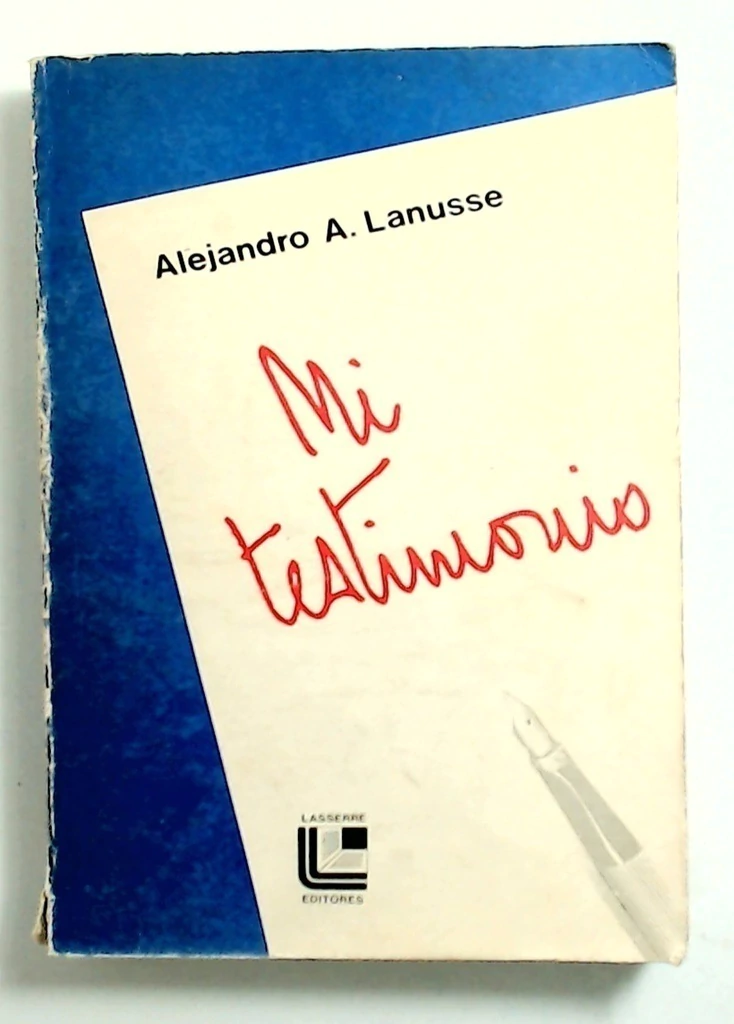 Alejandro A. Lanusse
Mi
testimonio
LASSERRE
EDITORES